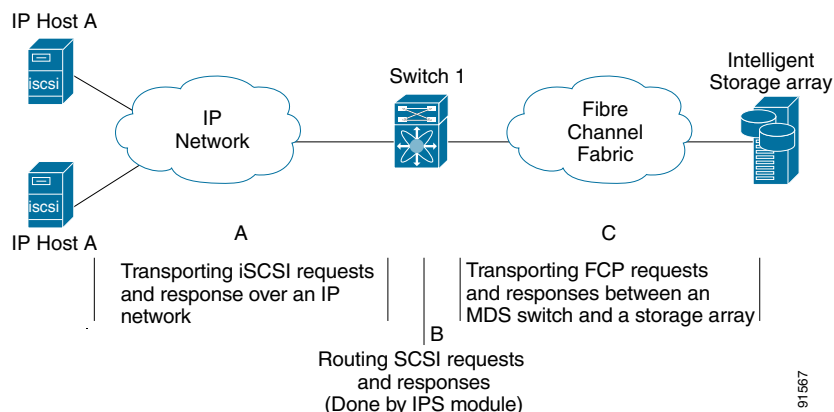 IP Host A
iscsi
IP
Network
Switch 1
Fibre
Channel
Fabric
Intelligent
Storage array
iscsi
IP Host A
A
Transporting iSCSI requests
and response over an IP
network
C
Transporting FCP requests
and responses between an
MDS switch and a storage array
B
Routing SCSI requests
and responses
(Done by IPS module)
91567